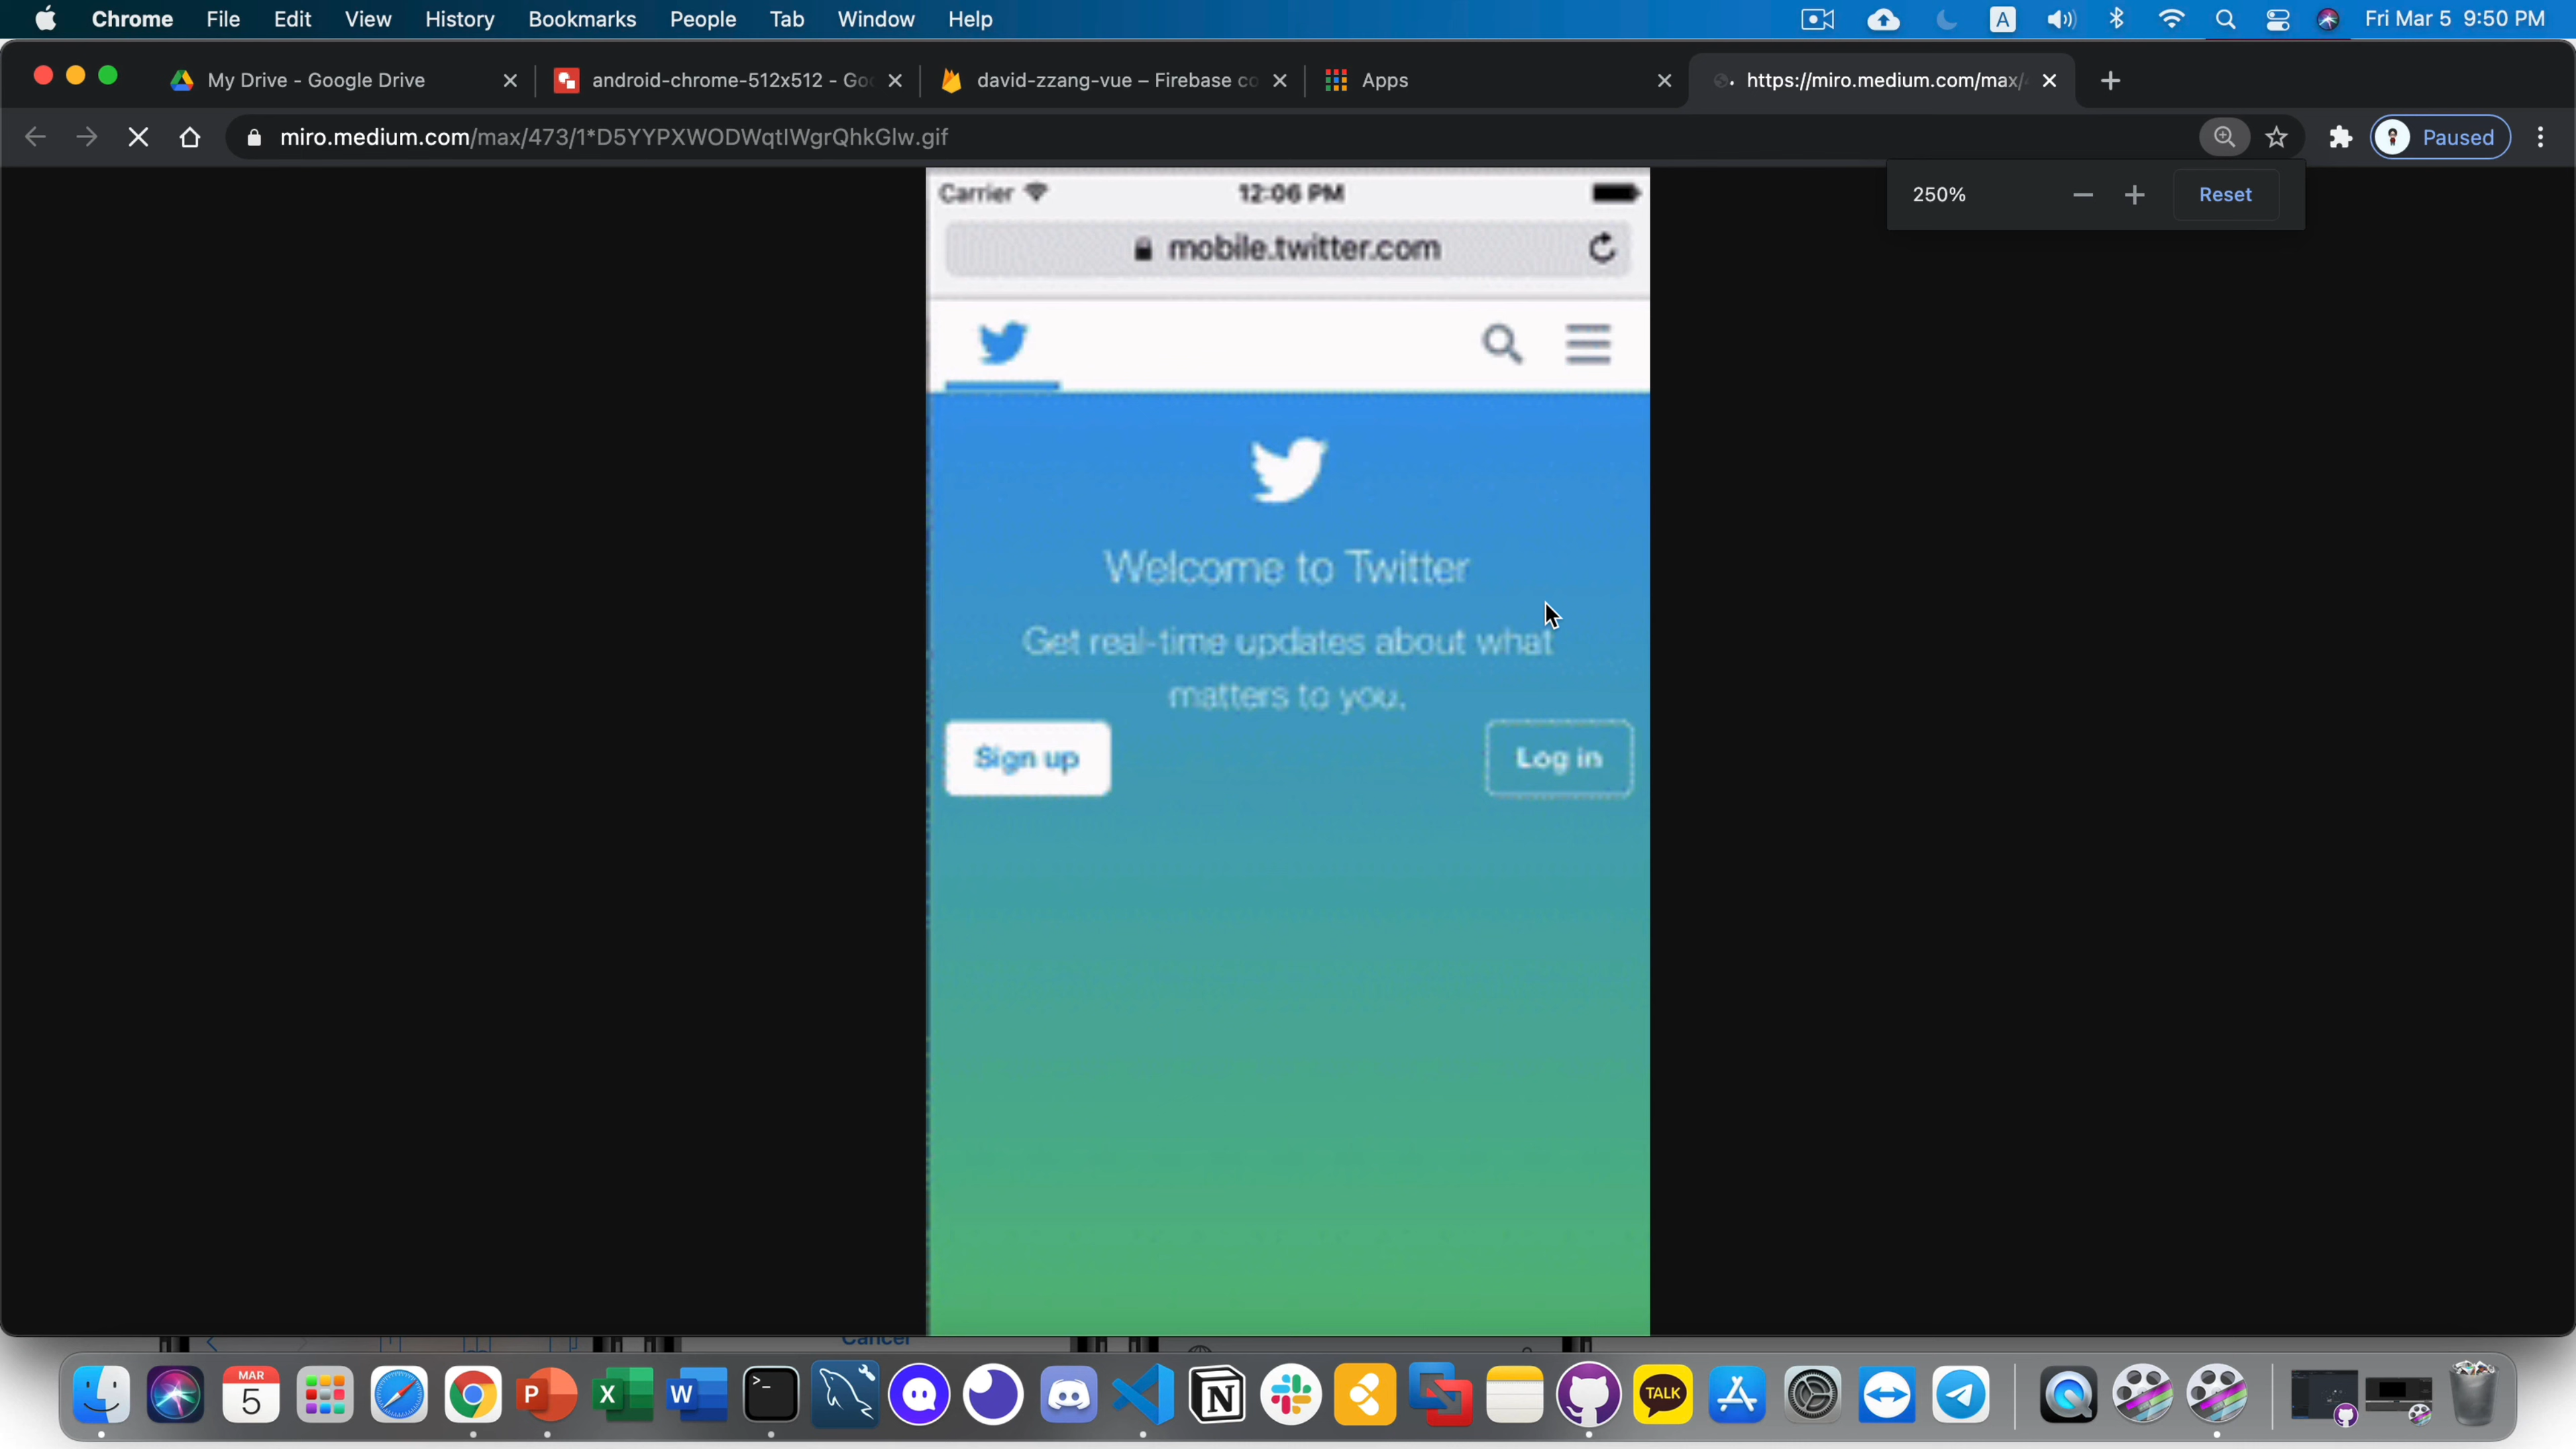 Chrome File Edit View History Bookmarks People Tab Window Help A Fri Mar 5 9:50 PM
My Drive - Google Drive android-chrome-512x512 - Goo david-zzang-vue – Firebase co Apps https://miro.medium.com/max/
miro.medium.com/max/473/1*D5YYPXWODWqtIWgrQhkGlw.gif Paused
250% Reset
Carrier 12:06 PM
mobile.twitter.com
Welcome to Twitter
Get real-time updates about what
matters to you.
Sign up Log in
Cancel
MAR
5 P X W >_ N TALK